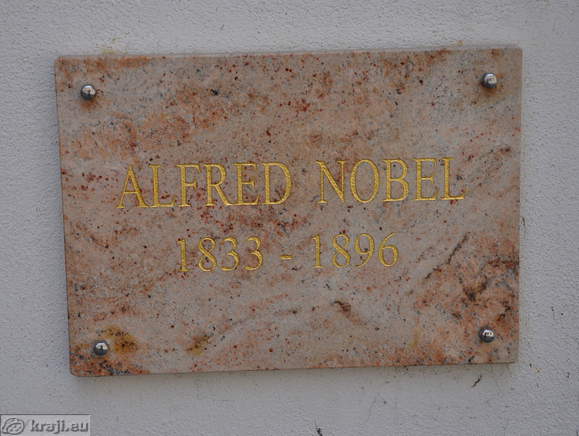 ALFRED NOBEL
1833 - 1896
kraji.eu